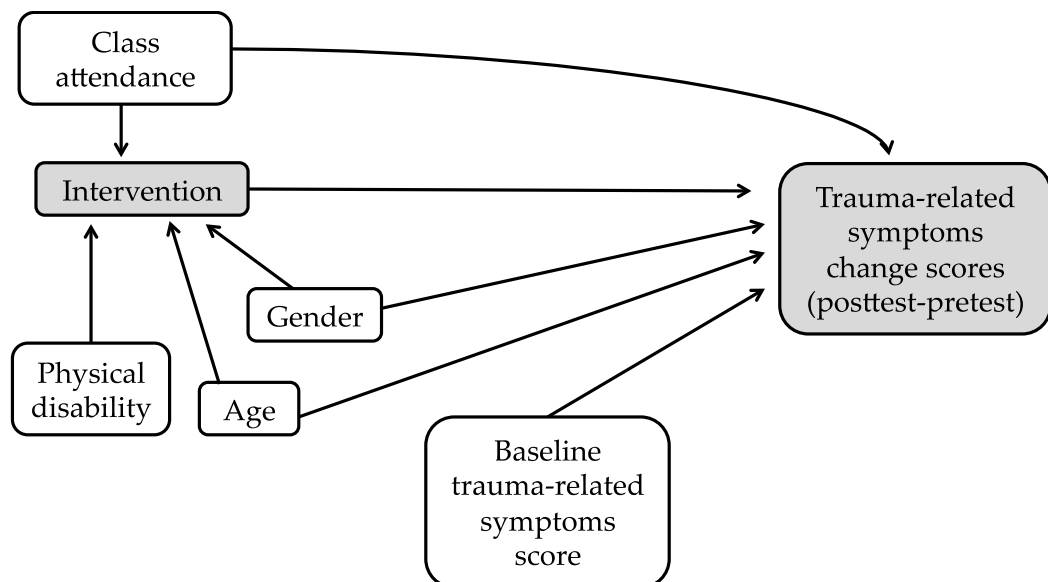 Class
attendance
Intervention
Trauma-related
symptoms
change scores
(posttest-pretest)
Gender
Physical
disability
Age
Baseline
trauma-related
symptoms
score